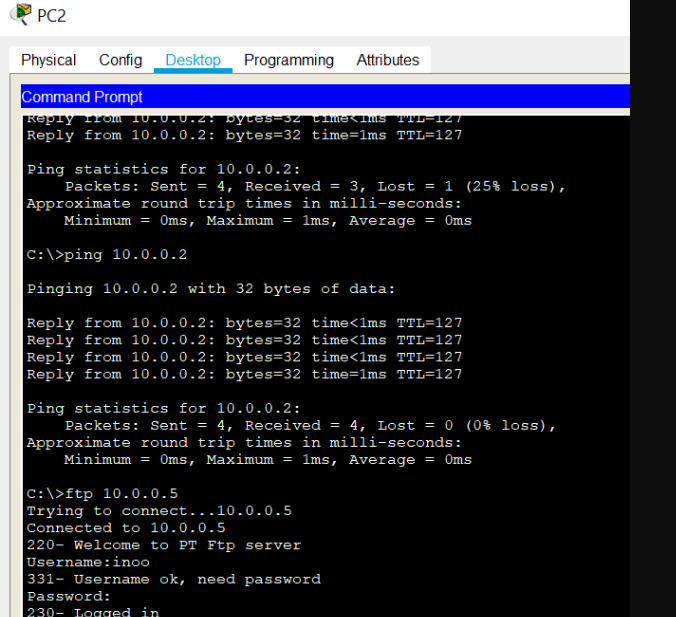 PC2
Physical Config Desktop Programming Attributes
Command Prompt
Reply from 10.0.0.2: bytes=32 time<1ms TTL=127
Reply from 10.0.0.2: bytes=32 time=1ms TTL=127
Ping statistics for 10.0.0.2:
Packets: Sent = 4, Received = 3, Lost = 1 (25% loss),
Approximate round trip times in milli-seconds:
Minimum = 0ms, Maximum = 1ms, Average = 0ms
C:\>ping 10.0.0.2
Pinging 10.0.0.2 with 32 bytes of data:
Reply from 10.0.0.2: bytes=32 time<1ms TTL=127
Reply from 10.0.0.2: bytes=32 time<1ms TTL=127
Reply from 10.0.0.2: bytes=32 time<1ms TTL=127
Reply from 10.0.0.2: bytes=32 time=1ms TTL=127
Ping statistics for 10.0.0.2:
Packets: Sent = 4, Received = 4, Lost = 0 (0% loss),
Approximate round trip times in milli-seconds:
Minimum = 0ms, Maximum = 1ms, Average = 0ms
C:\>ftp 10.0.0.5
Trying to connect...10.0.0.5
Connected to 10.0.0.5
220- Welcome to PT Ftp server
Username:inoo
331- Username ok, need password
Password:
230- Logged in